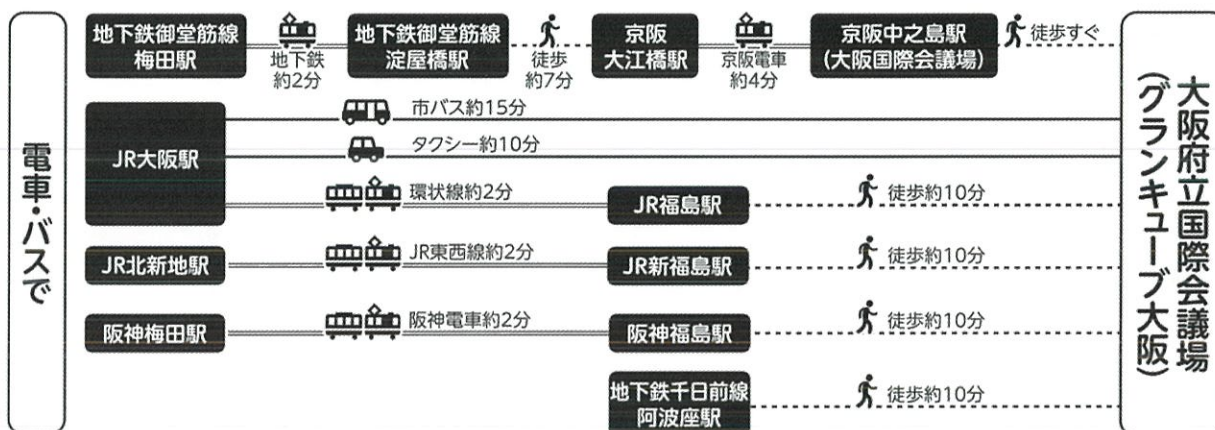 電車・バスで
地下鉄御堂筋線
梅田駅
地下鉄
約2分
地下鉄御堂筋線
淀屋橋駅
徒歩
約7分
京阪
大江橋駅
京阪電車
約4分
京阪中之島駅
(大阪国際会議場)
徒歩すぐ
JR大阪駅
市バス約15分
タクシー約10分
環状線約2分
JR福島駅
徒歩約10分
JR北新地駅
JR東西線約2分
JR新福島駅
徒歩約10分
阪神梅田駅
阪神電車約2分
阪神福島駅
徒歩約10分
地下鉄千日前線
阿波座駅
徒歩約10分
大阪府立国際会議場
(グランキューブ大阪)